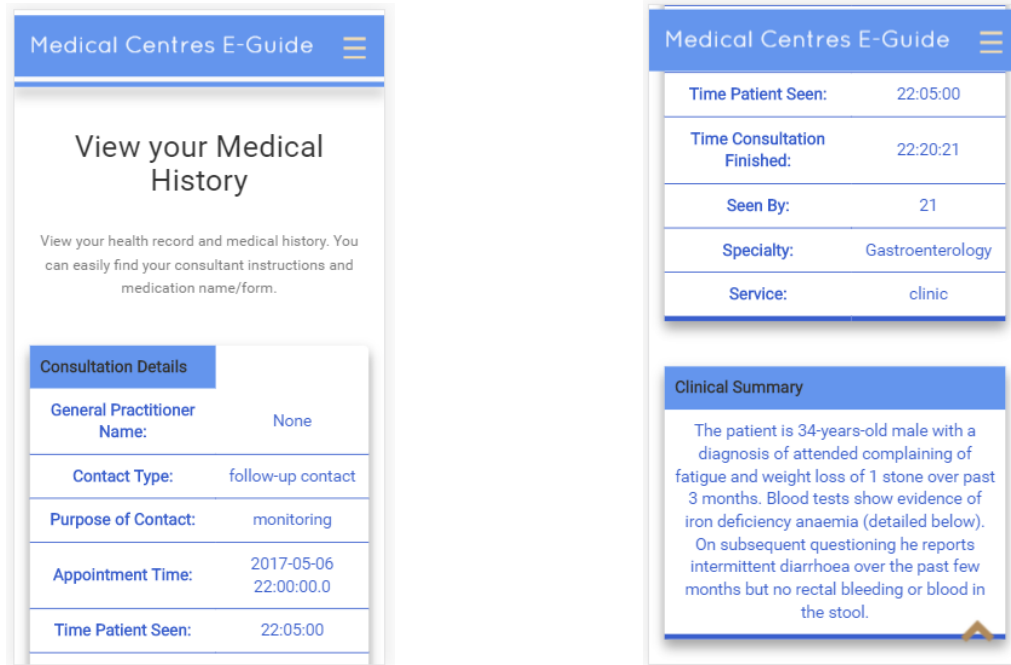 Medical Centres E-Guide
View your Medical
History
View your health record and medical history. You
can easily find your consultant instructions and
medication name/form.
Consultation Details
General Practitioner
Name:
None
Contact Type:
follow-up contact
Purpose of Contact:
monitoring
Appointment Time:
2017-05-06
22:00:00.0
Time Patient Seen:
22:05:00
Medical Centres E-Guide
Time Patient Seen:
22:05:00
Time Consultation
Finished:
22:20:21
Seen By:
21
Specialty:
Gastroenterology
Service:
clinic
Clinical Summary
The patient is 34-years-old male with a
diagnosis of attended complaining of
fatigue and weight loss of 1 stone over past
3 months. Blood tests show evidence of
iron deficiency anaemia (detailed below).
On subsequent questioning he reports
intermittent diarrhoea over the past few
months but no rectal bleeding or blood in
the stool.